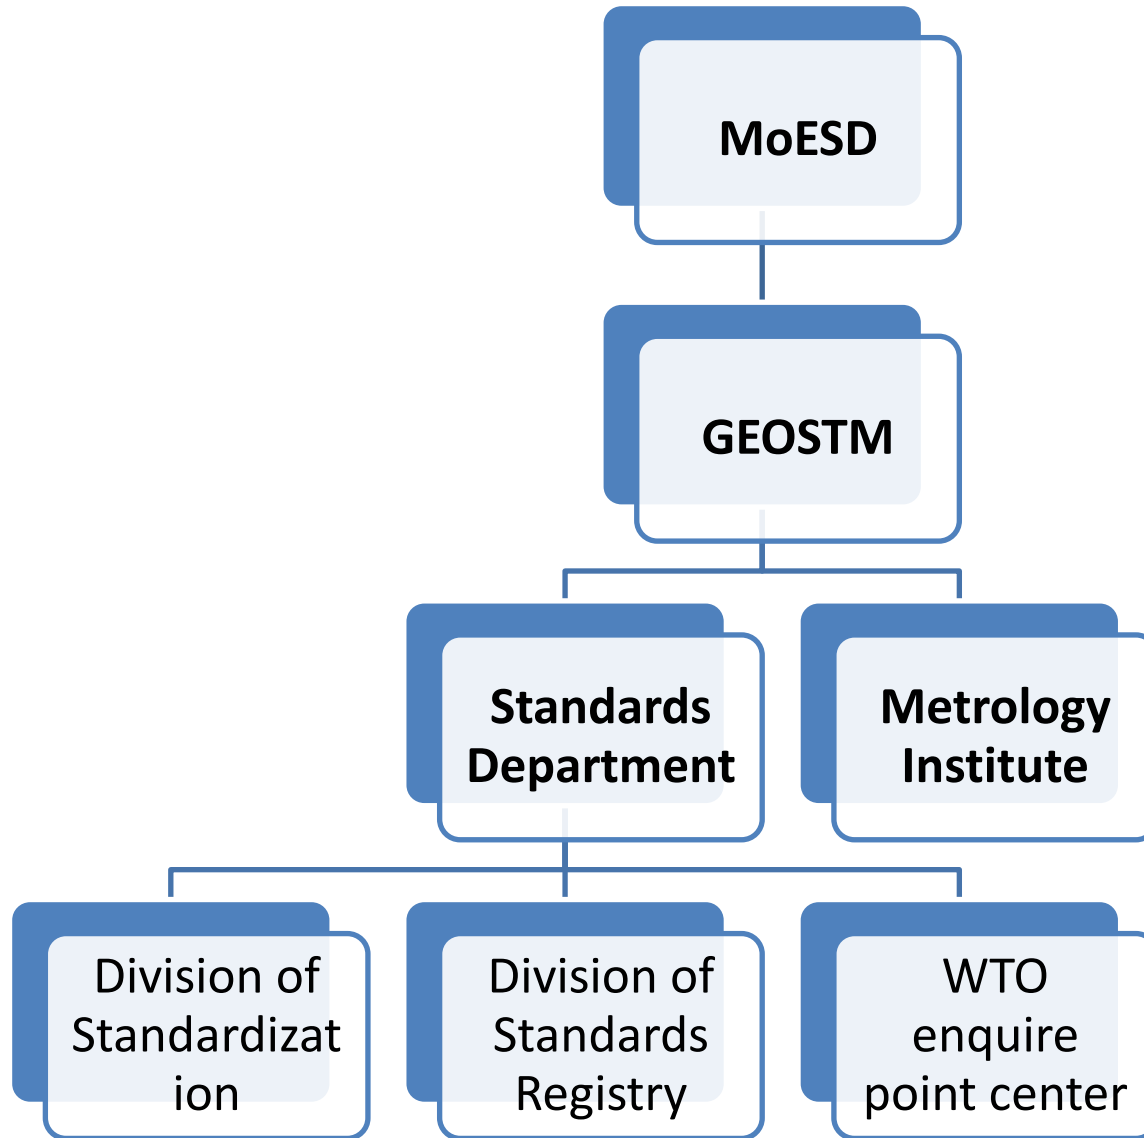 MoESD
GEOSTM
Standards
Department
Metrology
Institute
Division of
Standardizat
ion
Division of
Standards
Registry
WTO
enquire
point center